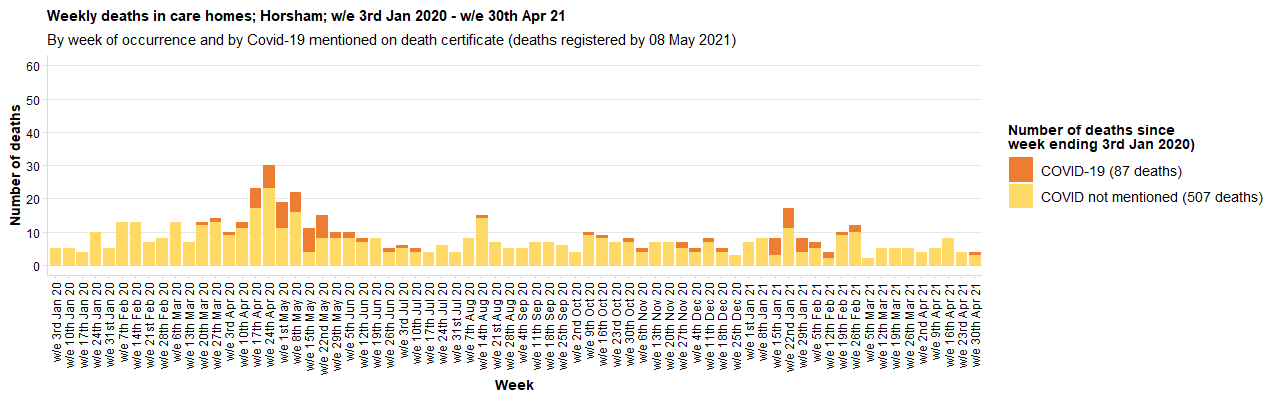 Weekly deaths in care homes; Horsham; w/e 3rd Jan 2020 - w/e 30th Apr 21
By week of occurrence and by Covid-19 mentioned on death certificate (deaths registered by 08 May 2021)
60
50
40
30
20
10
0
Number of deaths
w/e 3rd Jan 20
w/e 10th Jan 20
w/e 17th Jan 20
w/e 24th Jan 20
w/e 31st Jan 20
w/e 7th Feb 20
w/e 14th Feb 20
w/e 21st Feb 20
w/e 28th Feb 20
w/e 6th Mar 20
w/e 13th Mar 20
w/e 20th Mar 20
w/e 27th Mar 20
w/e 3rd Apr 20
w/e 10th Apr 20
w/e 17th Apr 20
w/e 24th Apr 20
w/e 1st May 20
w/e 8th May 20
w/e 15th May 20
w/e 22nd May 20
w/e 29th May 20
w/e 5th Jun 20
w/e 12th Jun 20
w/e 19th Jun 20
w/e 26th Jun 20
w/e 3rd Jul 20
w/e 10th Jul 20
w/e 17th Jul 20
w/e 24th Jul 20
w/e 31st Jul 20
w/e 7th Aug 20
w/e 14th Aug 20
w/e 21st Aug 20
w/e 28th Aug 20
w/e 4th Sep 20
w/e 11th Sep 20
w/e 18th Sep 20
w/e 25th Sep 20
w/e 2nd Oct 20
w/e 9th Oct 20
w/e 16th Oct 20
w/e 23rd Oct 20
w/e 30th Oct 20
w/e 6th Nov 20
w/e 13th Nov 20
w/e 20th Nov 20
w/e 27th Nov 20
w/e 4th Dec 20
w/e 11th Dec 20
w/e 18th Dec 20
w/e 25th Dec 20
w/e 1st Jan 21
w/e 8th Jan 21
w/e 15th Jan 21
w/e 22nd Jan 21
w/e 29th Jan 21
w/e 5th Feb 21
w/e 12th Feb 21
w/e 19th Feb 21
w/e 26th Feb 21
w/e 5th Mar 21
w/e 12th Mar 21
w/e 19th Mar 21
w/e 26th Mar 21
w/e 2nd Apr 21
w/e 9th Apr 21
w/e 16th Apr 21
w/e 23rd Apr 21
w/e 30th Apr 21
Week
Number of deaths since
week ending 3rd Jan 2020)
COVID-19 (87 deaths)
COVID not mentioned (507 deaths)